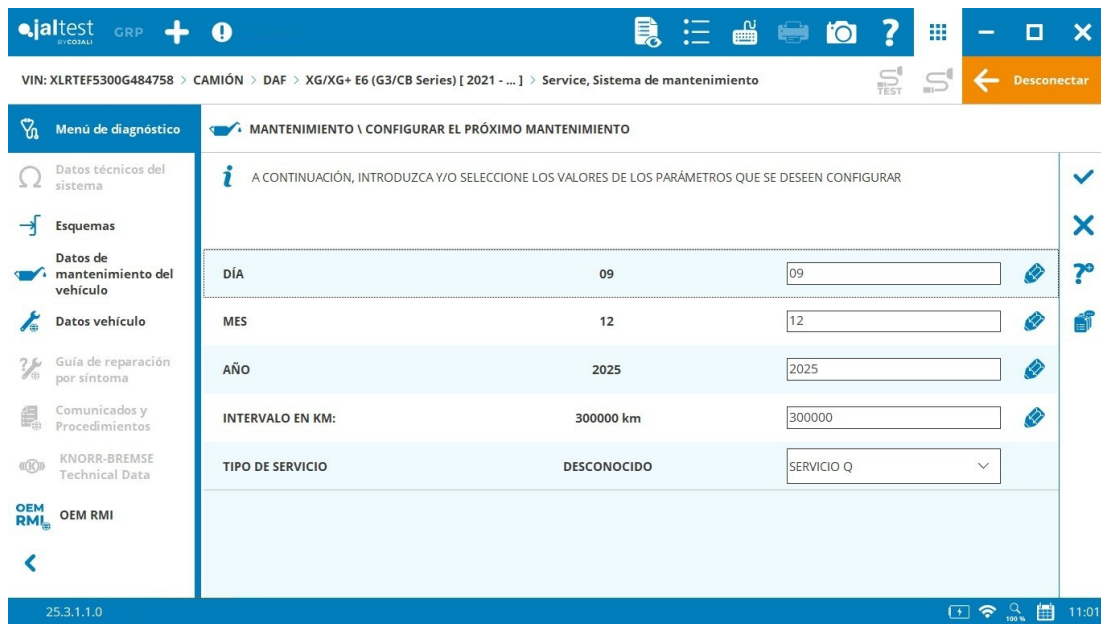 jaltest GRP
BY COJALI
VIN: XLRTEF5300G484758 > CAMIÓN > DAF > XG/XG+ E6 (G3/CB Series) [ 2021 - ... ] > Service, Sistema de mantenimiento
TEST
Desconectar
Menú de diagnóstico
MANTENIMIENTO \ CONFIGURAR EL PRÓXIMO MANTENIMIENTO
Datos técnicos del
sistema
A CONTINUACIÓN, INTRODUZCA Y/O SELECCIONE LOS VALORES DE LOS PARÁMETROS QUE SE DESEEN CONFIGURAR
Esquemas
Datos de
mantenimiento del
vehículo
Datos vehículo
Guía de reparación
por síntoma
Comunicados y
Procedimientos
KNORR-BREMSE
Technical Data
OEM
RMI
OEM RMI
DÍA 09 09
MES 12 12
AÑO 2025 2025
INTERVALO EN KM: 300000 km 300000
TIPO DE SERVICIO DESCONOCIDO SERVICIO Q
25.3.1.1.0
100 %
11:01